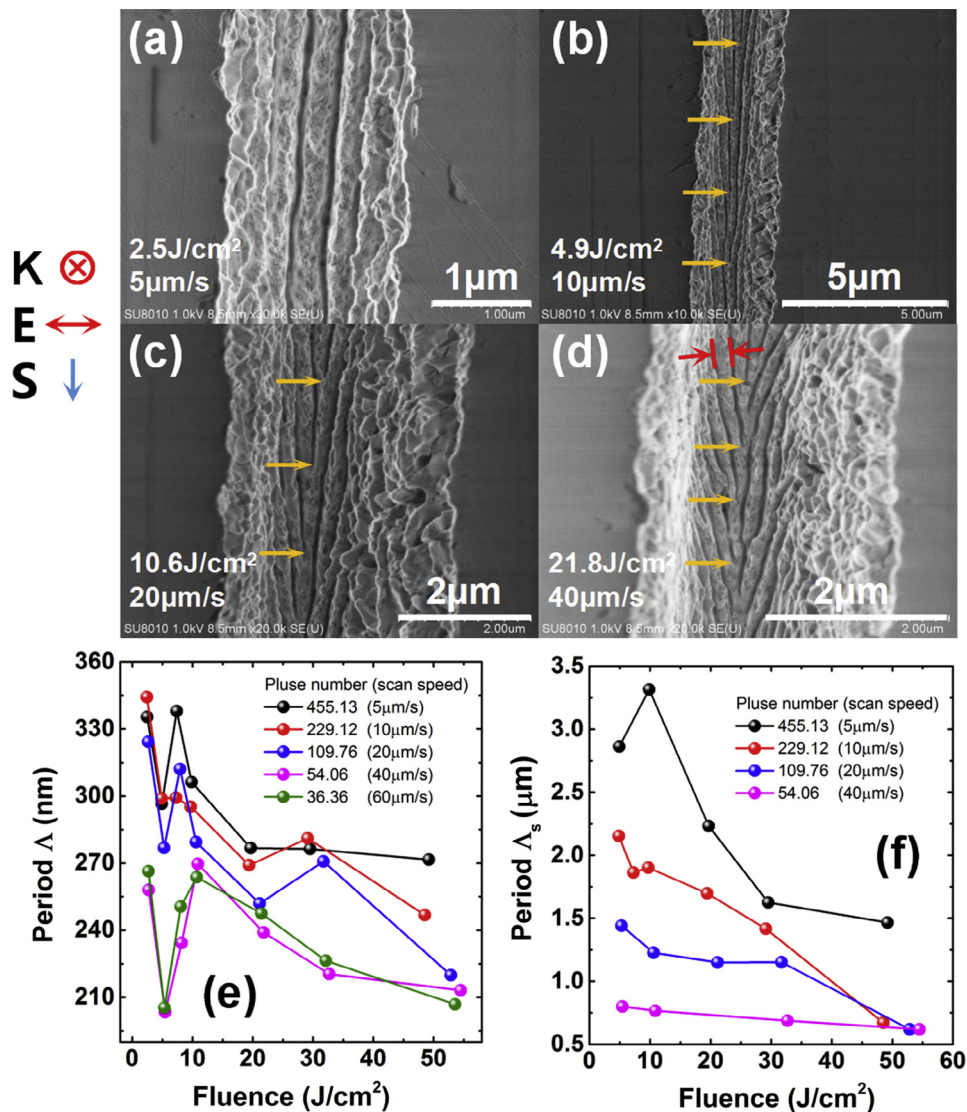 (a)
2.5J/cm²
5μm/s
1μm
SU8010 1.0kV 8.5mm x30.0k SE(U)
1.00um
(b)
4.9J/cm²
10μm/s
5μm
SU8010 1.0kV 8.5mm x10.0k SE(U)
5.00um
K
E
S
(c)
10.6J/cm²
20μm/s
2μm
SU8010 1.0kV 8.5mm x20.0k SE(U)
2.00um
(d)
21.8J/cm²
40μm/s
2μm
SU8010 1.0kV 8.5mm x20.0k SE(U)
2.00um
360
330
300
270
240
210
Period Λ (nm)
Pluse number (scan speed)
455.13 (5μm/s)
229.12 (10μm/s)
109.76 (20μm/s)
54.06 (40μm/s)
36.36 (60μm/s)
(e)
0 10 20 30 40 50
Fluence (J/cm²)
3.5
3.0
2.5
2.0
1.5
1.0
0.5
Period Λs (μm)
Pluse number (scan speed)
455.13 (5μm/s)
229.12 (10μm/s)
109.76 (20μm/s)
54.06 (40μm/s)
(f)
0 10 20 30 40 50 60
Fluence (J/cm²)